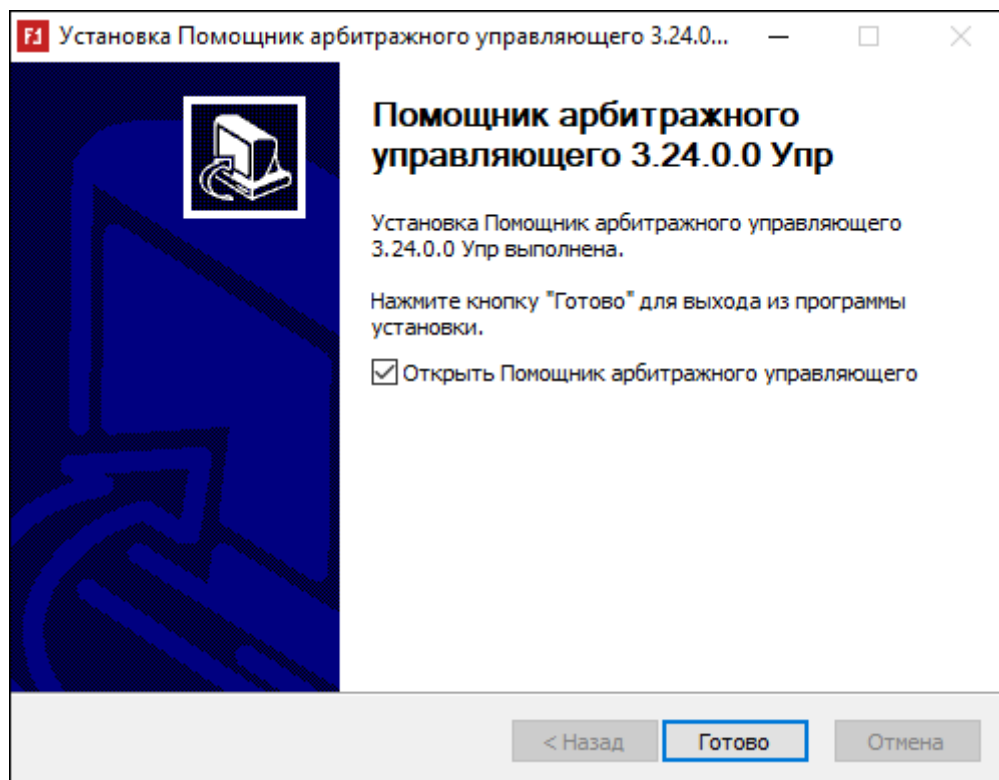 F1 Установка Помощник арбитражного управляющего 3.24.0...
Помощник арбитражного
управляющего 3.24.0.0 Упр
Установка Помощник арбитражного управляющего
3.24.0.0 Упр выполнена.
Нажмите кнопку "Готово" для выхода из программы
установки.
Открыть Помощник арбитражного управляющего
< Назад
Готово
Отмена